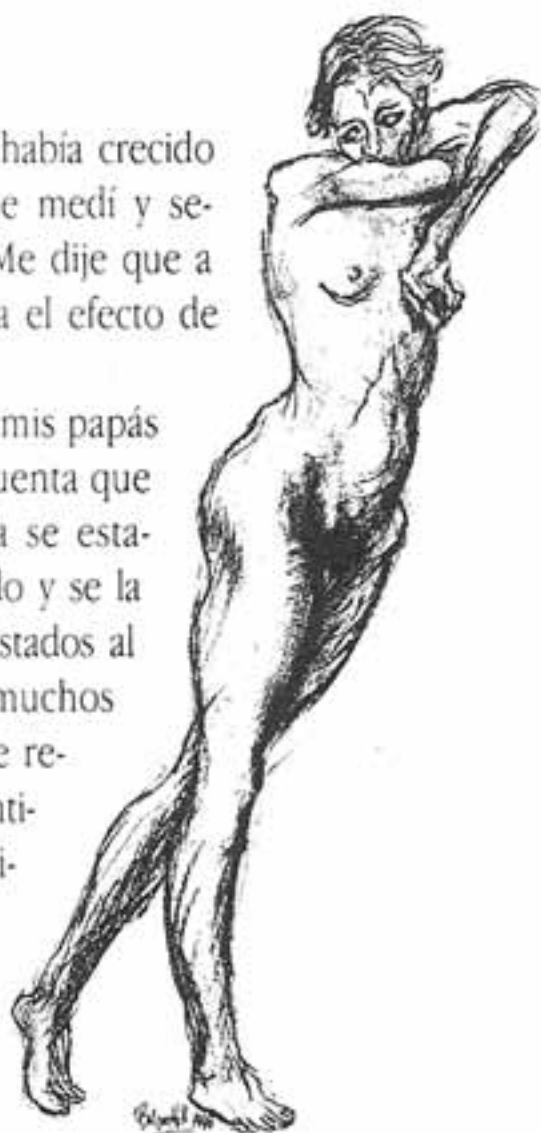 había crecido
e medí y se-
Me dije que a
a el efecto de
mis papás
uenta que
a se esta-
lo y se la
stados al
muchos
e re-
nti-
i-